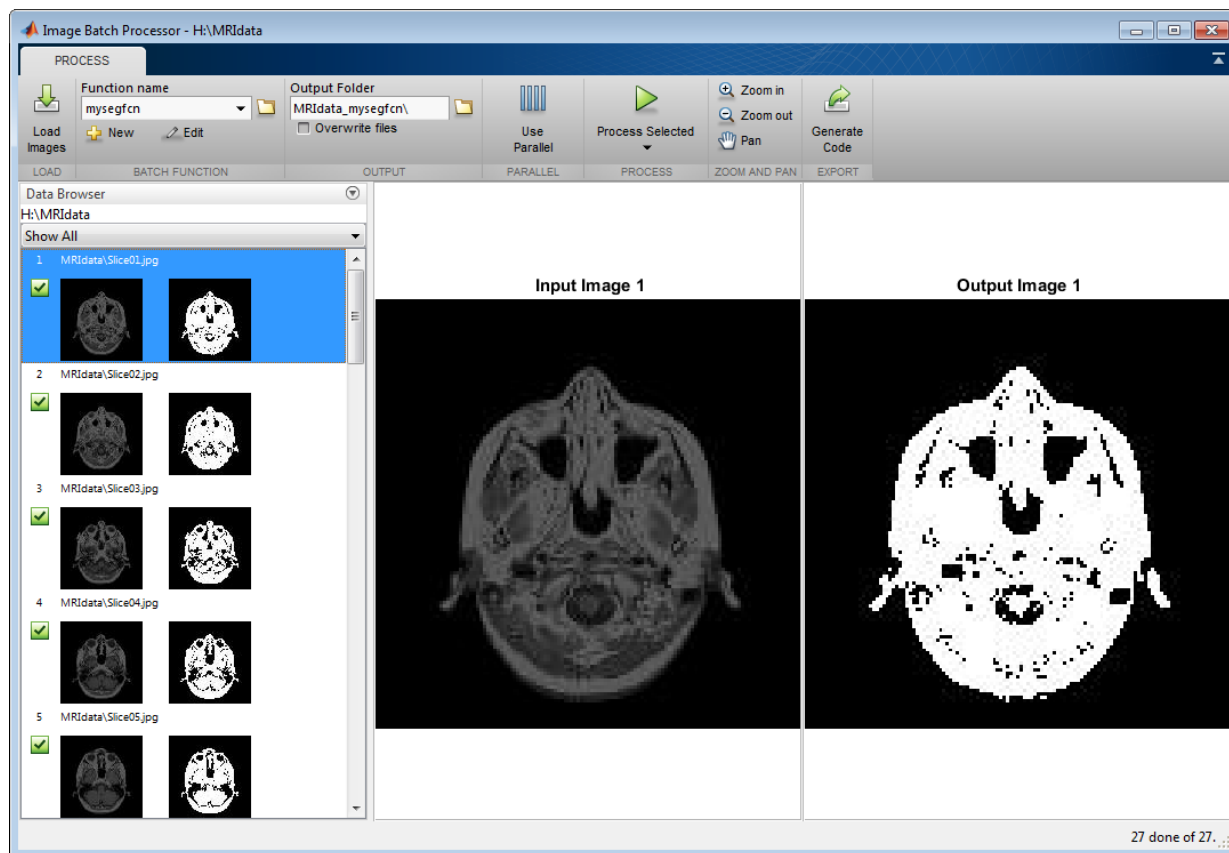 Image Batch Processor - H:\MRIdata
PROCESS
Load Images
Function name
mysegfcn
New
Edit
Output Folder
MRIdata_mysegfcn\
Overwrite files
Use Parallel
Process Selected
Zoom in
Zoom out
Pan
Generate Code
LOAD
BATCH FUNCTION
OUTPUT
PARALLEL
PROCESS
ZOOM AND PAN
EXPORT
Data Browser
H:\MRIdata
Show All
1 MRIdata\Slice01.jpg
2 MRIdata\Slice02.jpg
3 MRIdata\Slice03.jpg
4 MRIdata\Slice04.jpg
5 MRIdata\Slice05.jpg
Input Image 1
Output Image 1
27 done of 27.